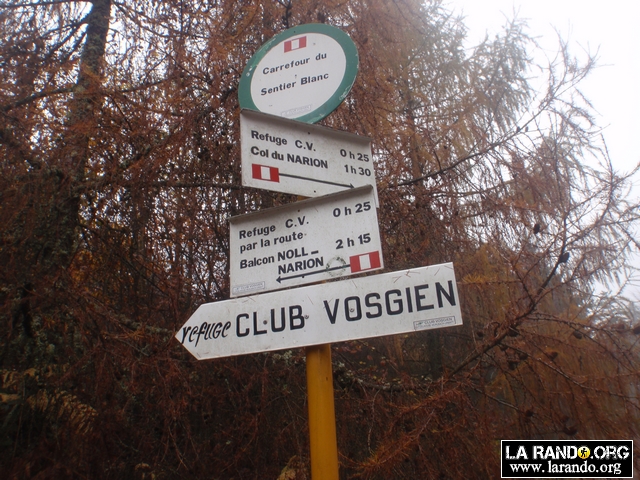 Carrefour du
Sentier Blanc
Refuge C.V. 0 h 25
Col du NARION 1 h 30
Refuge C.V. 0 h 25
par la route
Balcon NOLL- 2 h 15
NARION
refuge CLUB VOSGIEN
LA RANDO.ORG
www.larando.org